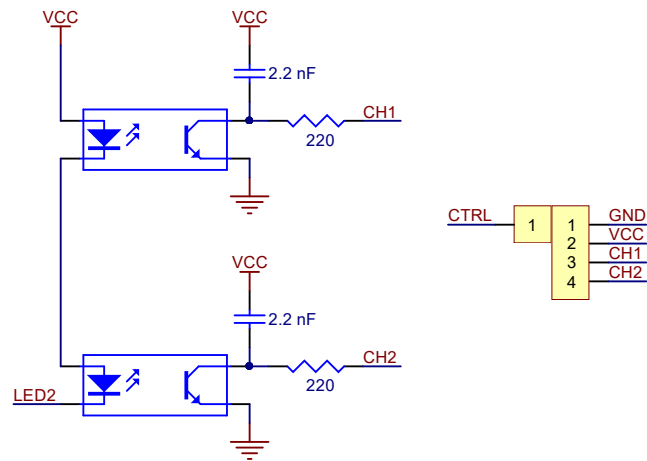 VCC
VCC
2.2 nF
CH1
220
VCC
2.2 nF
CH2
220
LED2
CTRL
1
1
GND
2
VCC
3
CH1
4
CH2